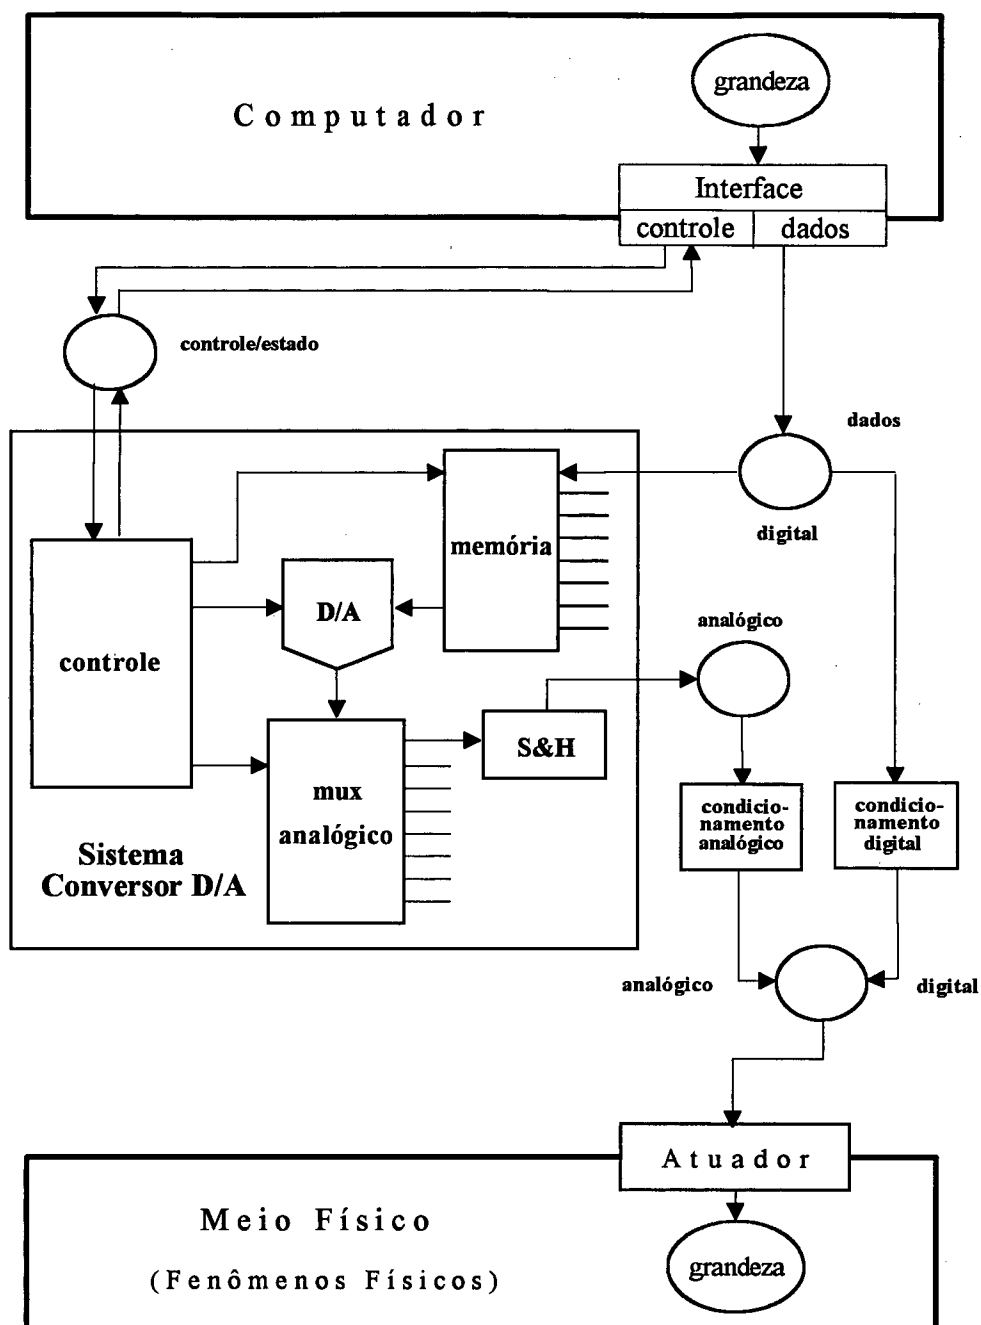 grandeza
Computador
Interface
controle
dados
controle/estado
dados
digital
memória
D/A
controle
analógico
S&H
mux
analógico
condicio-
namento
analógico
condicio-
namento
digital
Sistema
Conversor D/A
analógico
digital
Atuador
Meio Físico
(Fenômenos Físicos)
grandeza